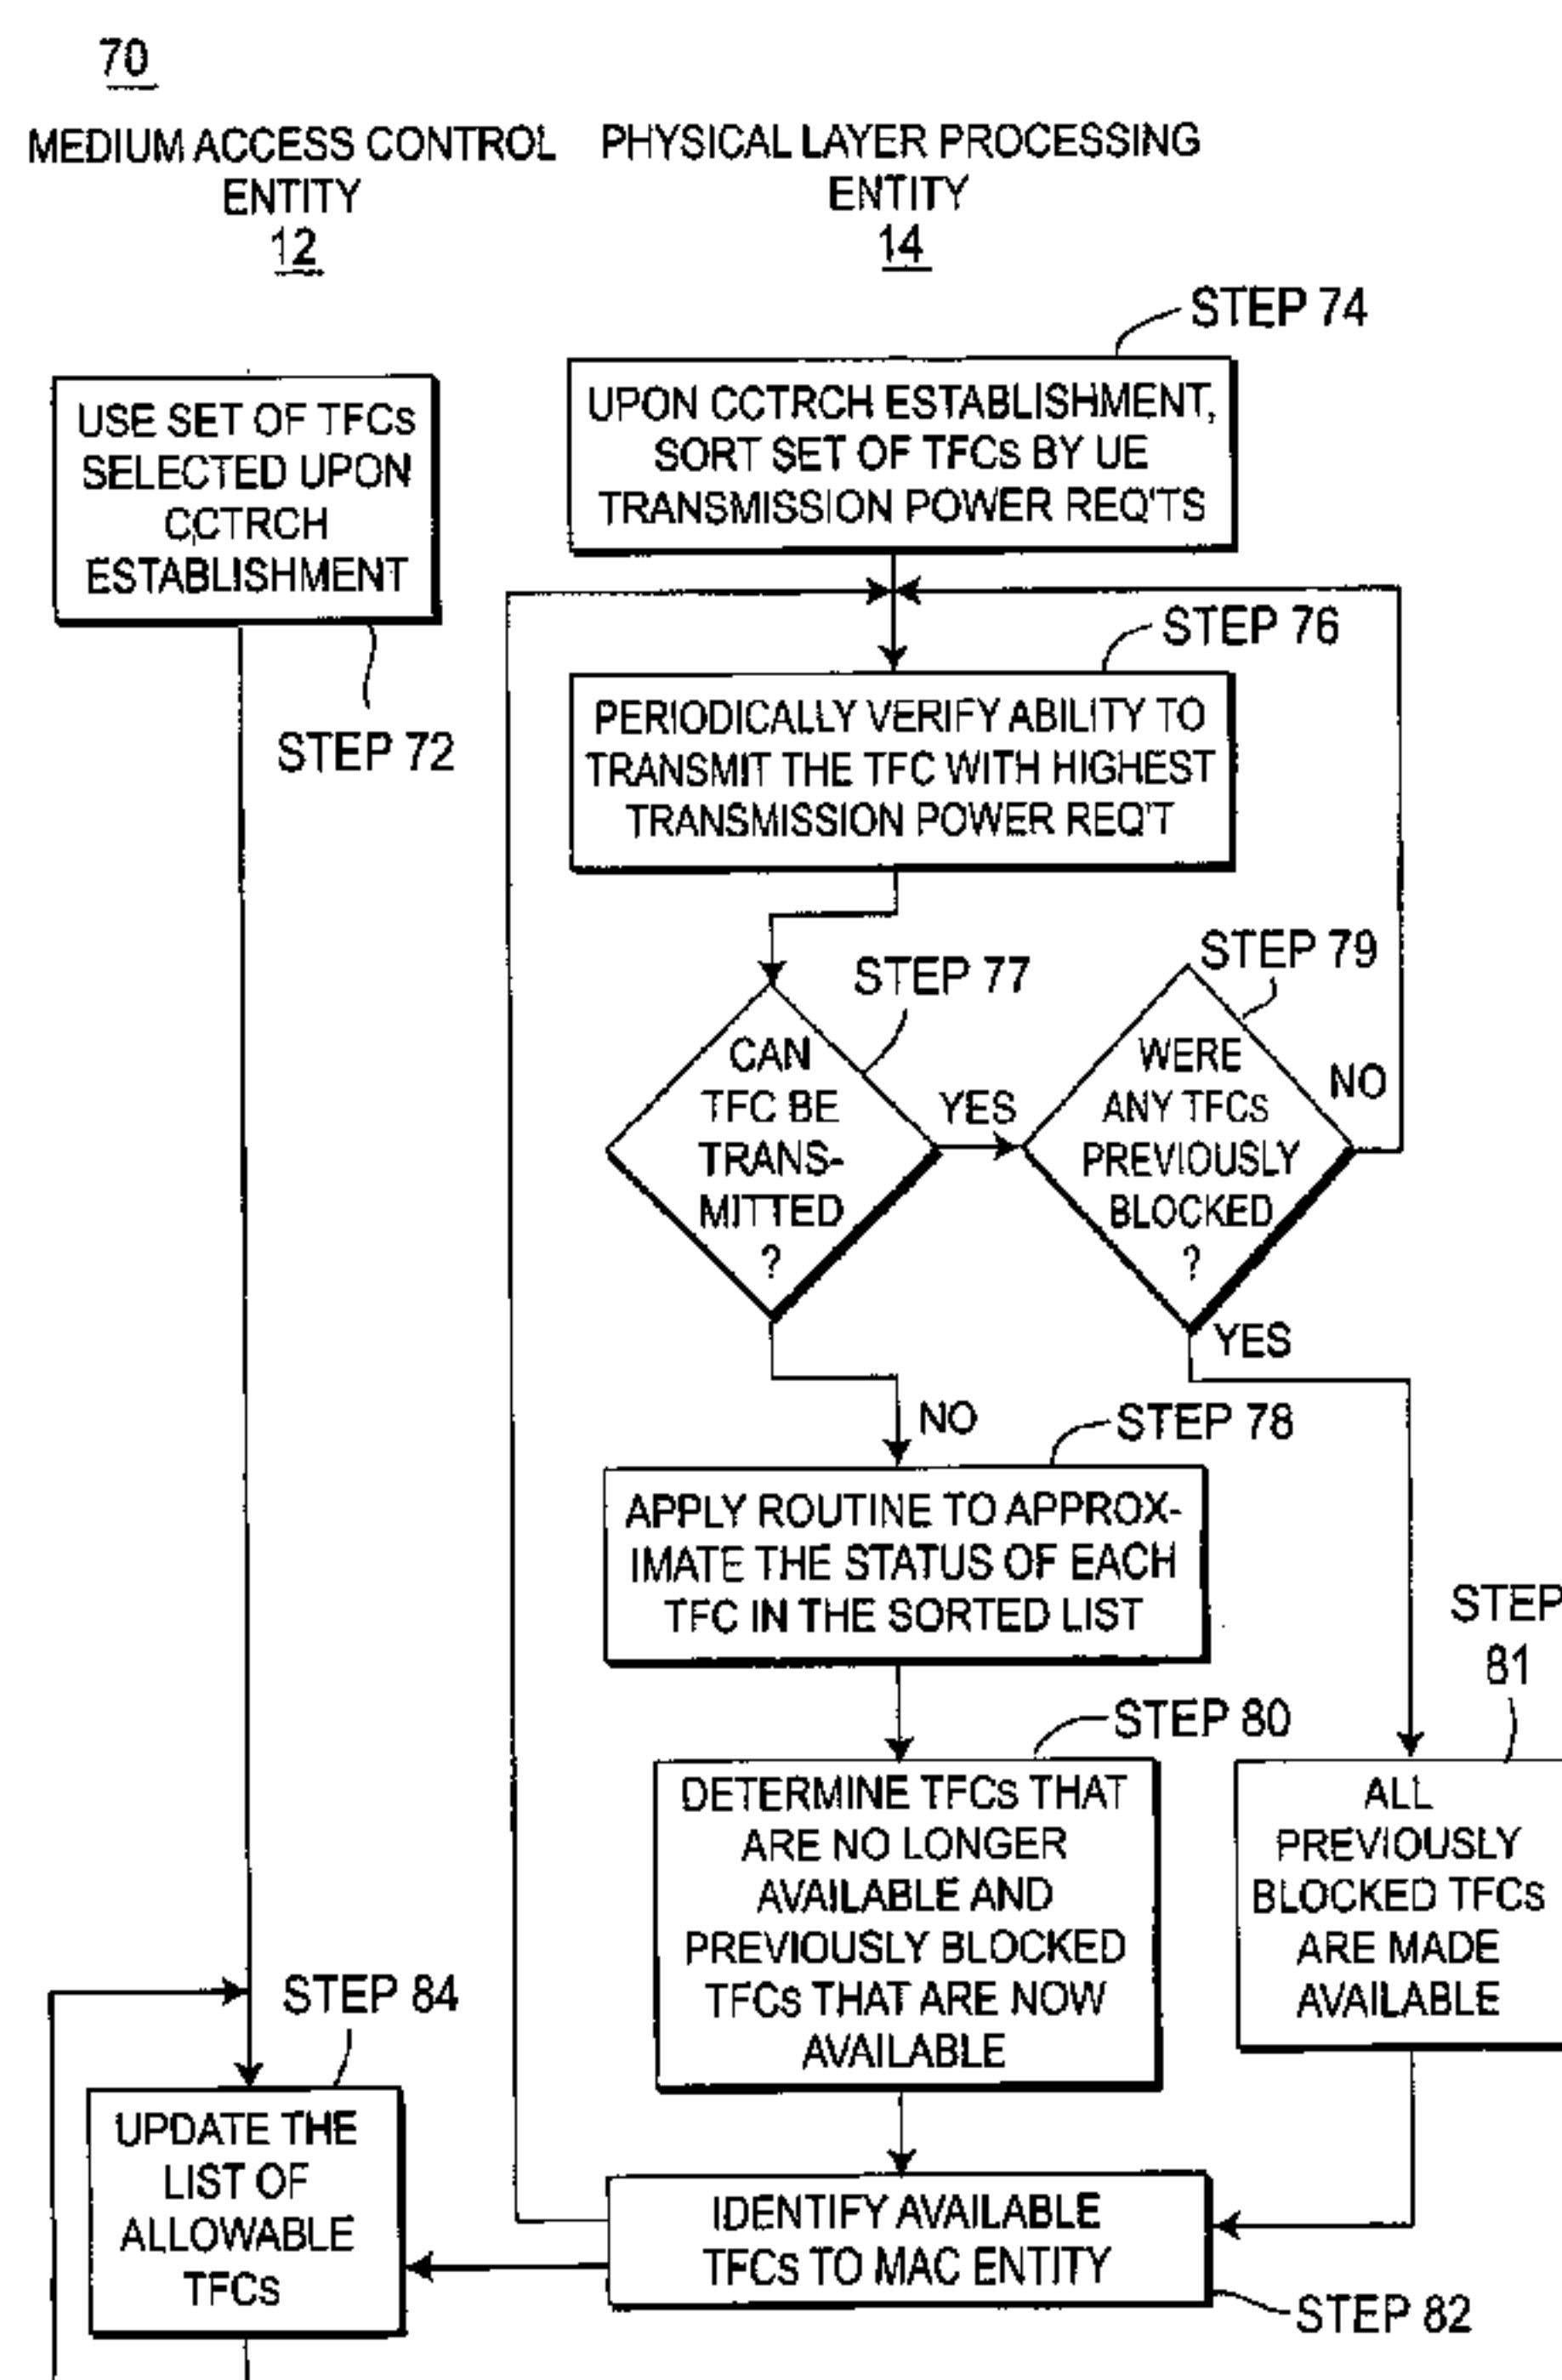 70
MEDIUM ACCESS CONTROL
ENTITY
12
PHYSICAL LAYER PROCESSING
ENTITY
14
STEP 74
USE SET OF TFCs
SELECTED UPON
CCTRCH
ESTABLISHMENT
STEP 72
UPON CCTRCH ESTABLISHMENT,
SORT SET OF TFCs BY UE
TRANSMISSION POWER REQ'TS
STEP 76
PERIODICALLY VERIFY ABILITY TO
TRANSMIT THE TFC WITH HIGHEST
TRANSMISSION POWER REQ'T
STEP 77
CAN
TFC BE
TRANS-
MITTED
?
YES
STEP 79
WERE
ANY TFCs
PREVIOUSLY
BLOCKED
?
NO
YES
NO
STEP 78
APPLY ROUTINE TO APPROX-
IMATE THE STATUS OF EACH
TFC IN THE SORTED LIST
STEP 80
DETERMINE TFCs THAT
ARE NO LONGER
AVAILABLE AND
PREVIOUSLY BLOCKED
TFCs THAT ARE NOW
AVAILABLE
STEP
81
ALL
PREVIOUSLY
BLOCKED TFCs
ARE MADE
AVAILABLE
STEP 84
UPDATE THE
LIST OF
ALLOWABLE
TFCs
IDENTIFY AVAILABLE
TFCs TO MAC ENTITY
STEP 82